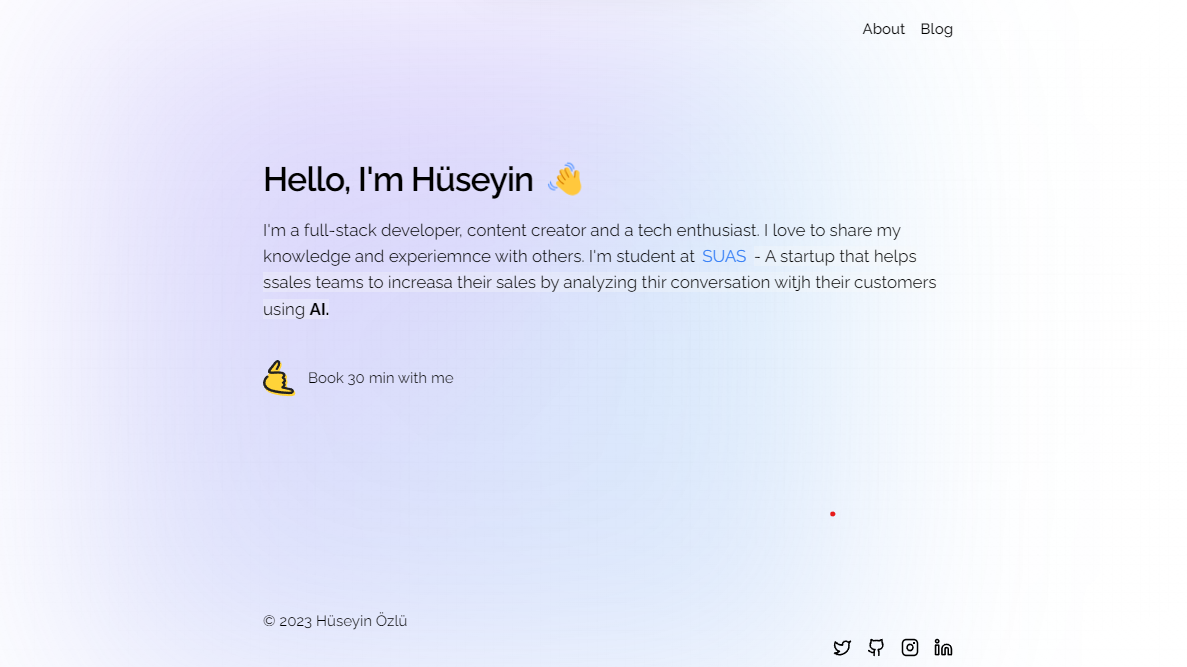 About Blog
Hello, I'm Hüseyin
I'm a full-stack developer, content creator and a tech enthusiast. I love to share my
knowledge and experiemnce with others. I'm student at SUAS - A startup that helps
ssales teams to increasa their sales by analyzing thir conversation witjh their customers
using AI.
Book 30 min with me
© 2023 Hüseyin Özlü